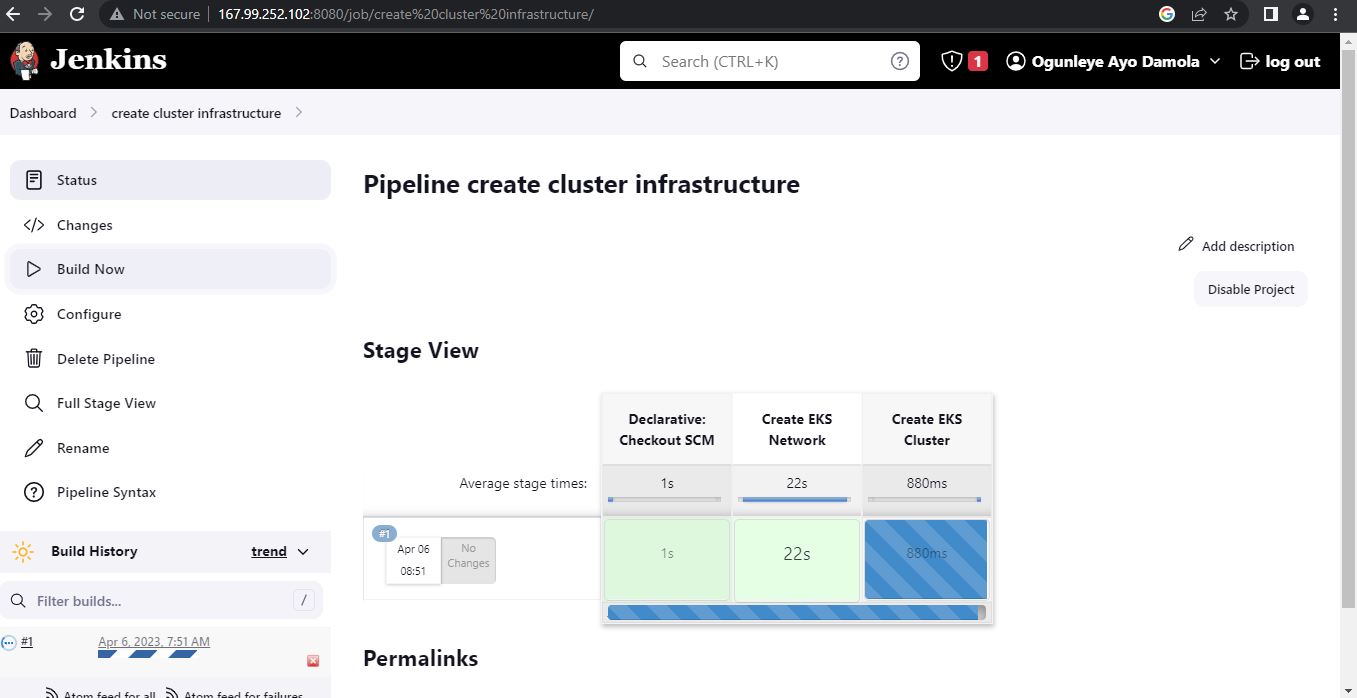 Not secure
167.99.252.102:8080/job/create%20cluster%20infrastructure/
Jenkins
Search (CTRL+K)
?
1
Ogunleye Ayo Damola
log out
Dashboard
create cluster infrastructure
Status
Changes
Build Now
Configure
Delete Pipeline
Full Stage View
Rename
Pipeline Syntax
Build History
trend
Filter builds...
/
#1
Apr 6, 2023, 7:51 AM
Atom feed for all
Atom feed for failures
Pipeline create cluster infrastructure
Add description
Disable Project
Stage View
Declarative:
Checkout SCM
Create EKS
Network
Create EKS
Cluster
Average stage times:
1s
22s
880ms
#1
Apr 06
08:51
No
Changes
1s
22s
880ms
Permalinks